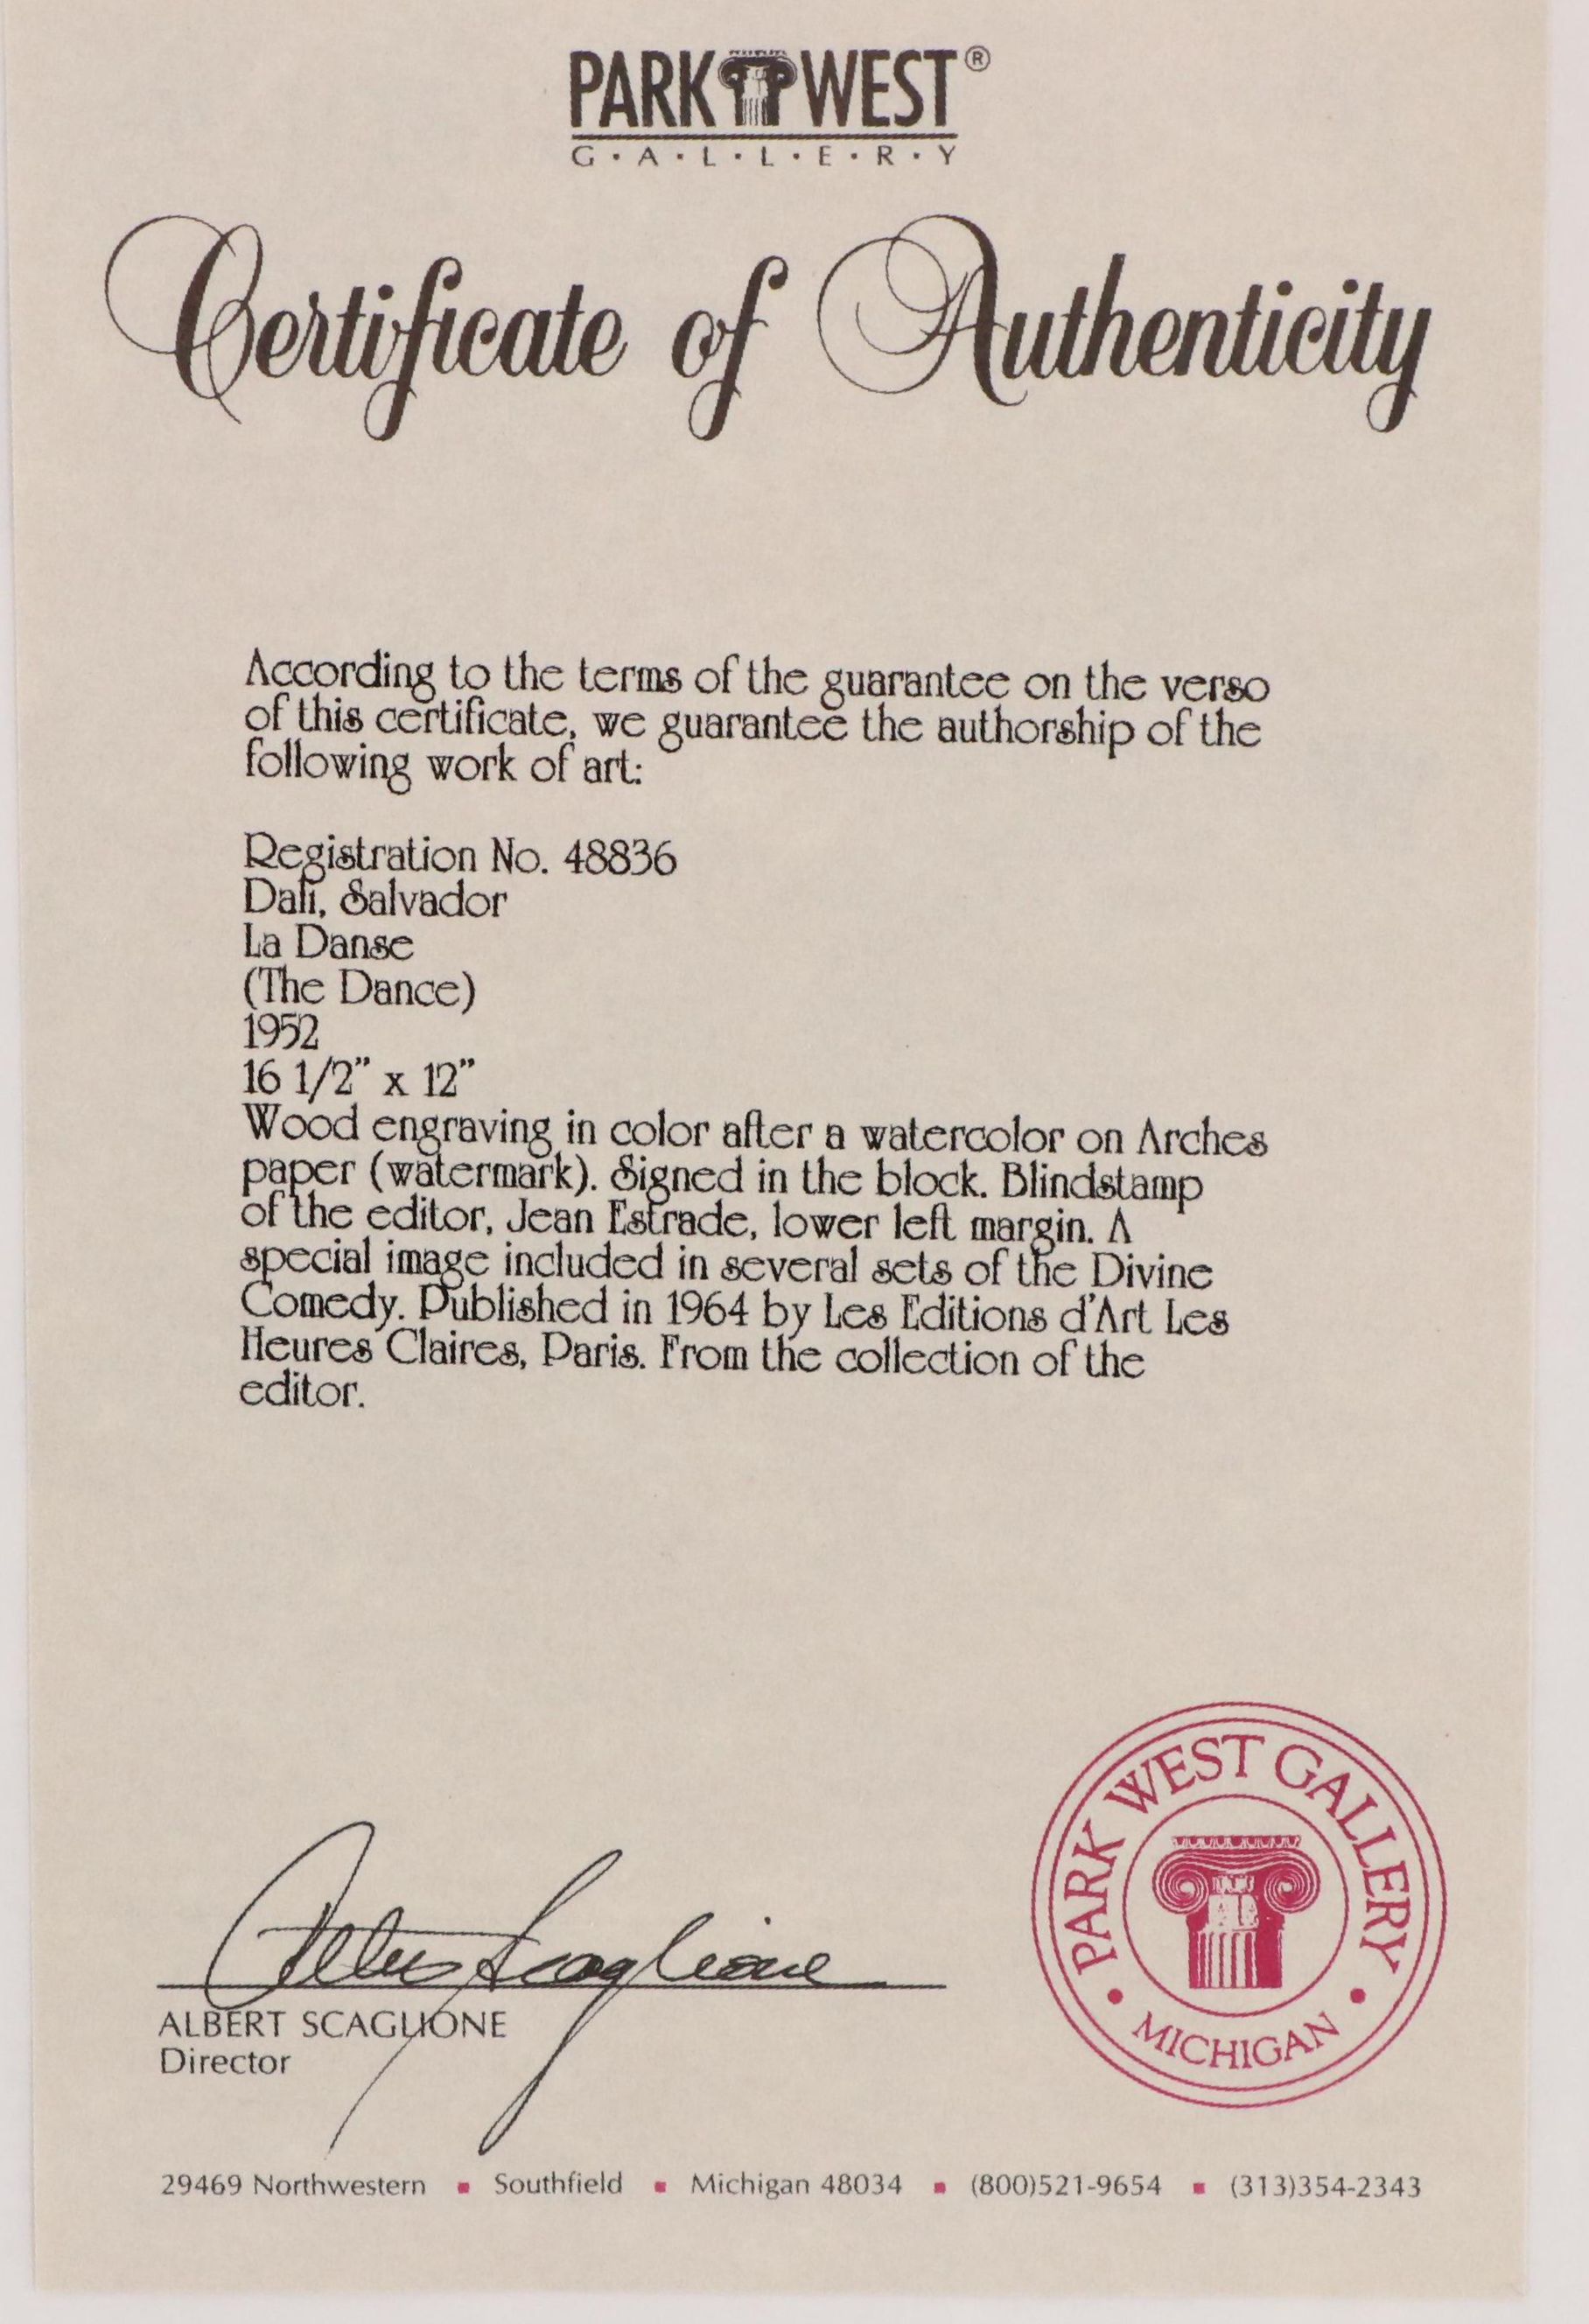 PARK WEST®
G·A·L·L·E·R·Y
Certificate of Authenticity
According to the terms of the guarantee on the verso
of this certificate, we guarantee the authorship of the
following work of art:
Registration No. 48836
Dali, Salvador
La Danse
(The Dance)
1952
16 1/2" x 12"
Wood engraving in color after a watercolor on Arches
paper (watermark). Signed in the block. Blindstamp
of the editor, Jean Estrade, lower left margin. A
special image included in several sets of the Divine
Comedy. Published in 1964 by Les Editions d'Art Les
Heures Claires, Paris. From the collection of the
editor.
Albert Scaglione
ALBERT SCAGLIONE
Director
PARK WEST GALLERY
• MICHIGAN •
29469 Northwestern ▪ Southfield ▪ Michigan 48034 ▪ (800)521-9654 ▪ (313)354-2343